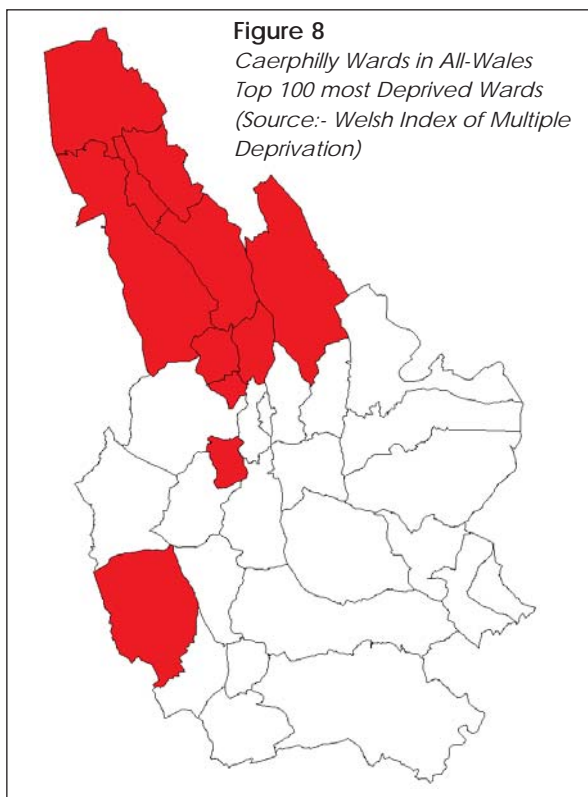 Figure 8
Caerphilly Wards in All-Wales
Top 100 most Deprived Wards
(Source:- Welsh Index of Multiple
Deprivation)